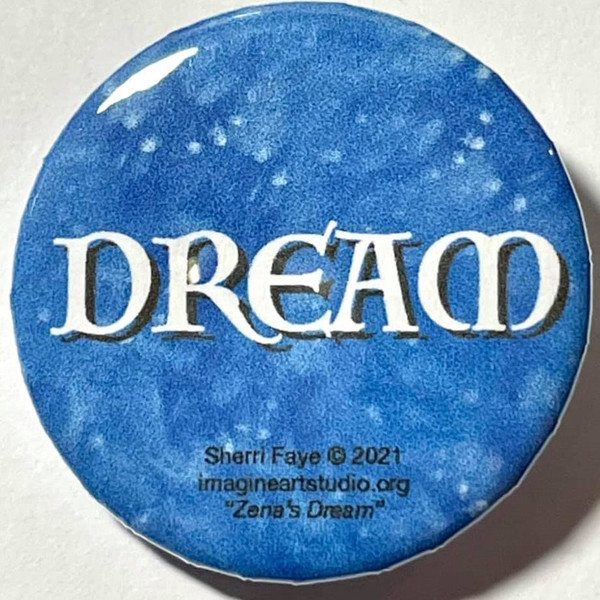 DREAM
Sherri Faye © 2021
imagineartstudio.org
"Zena's Dream"